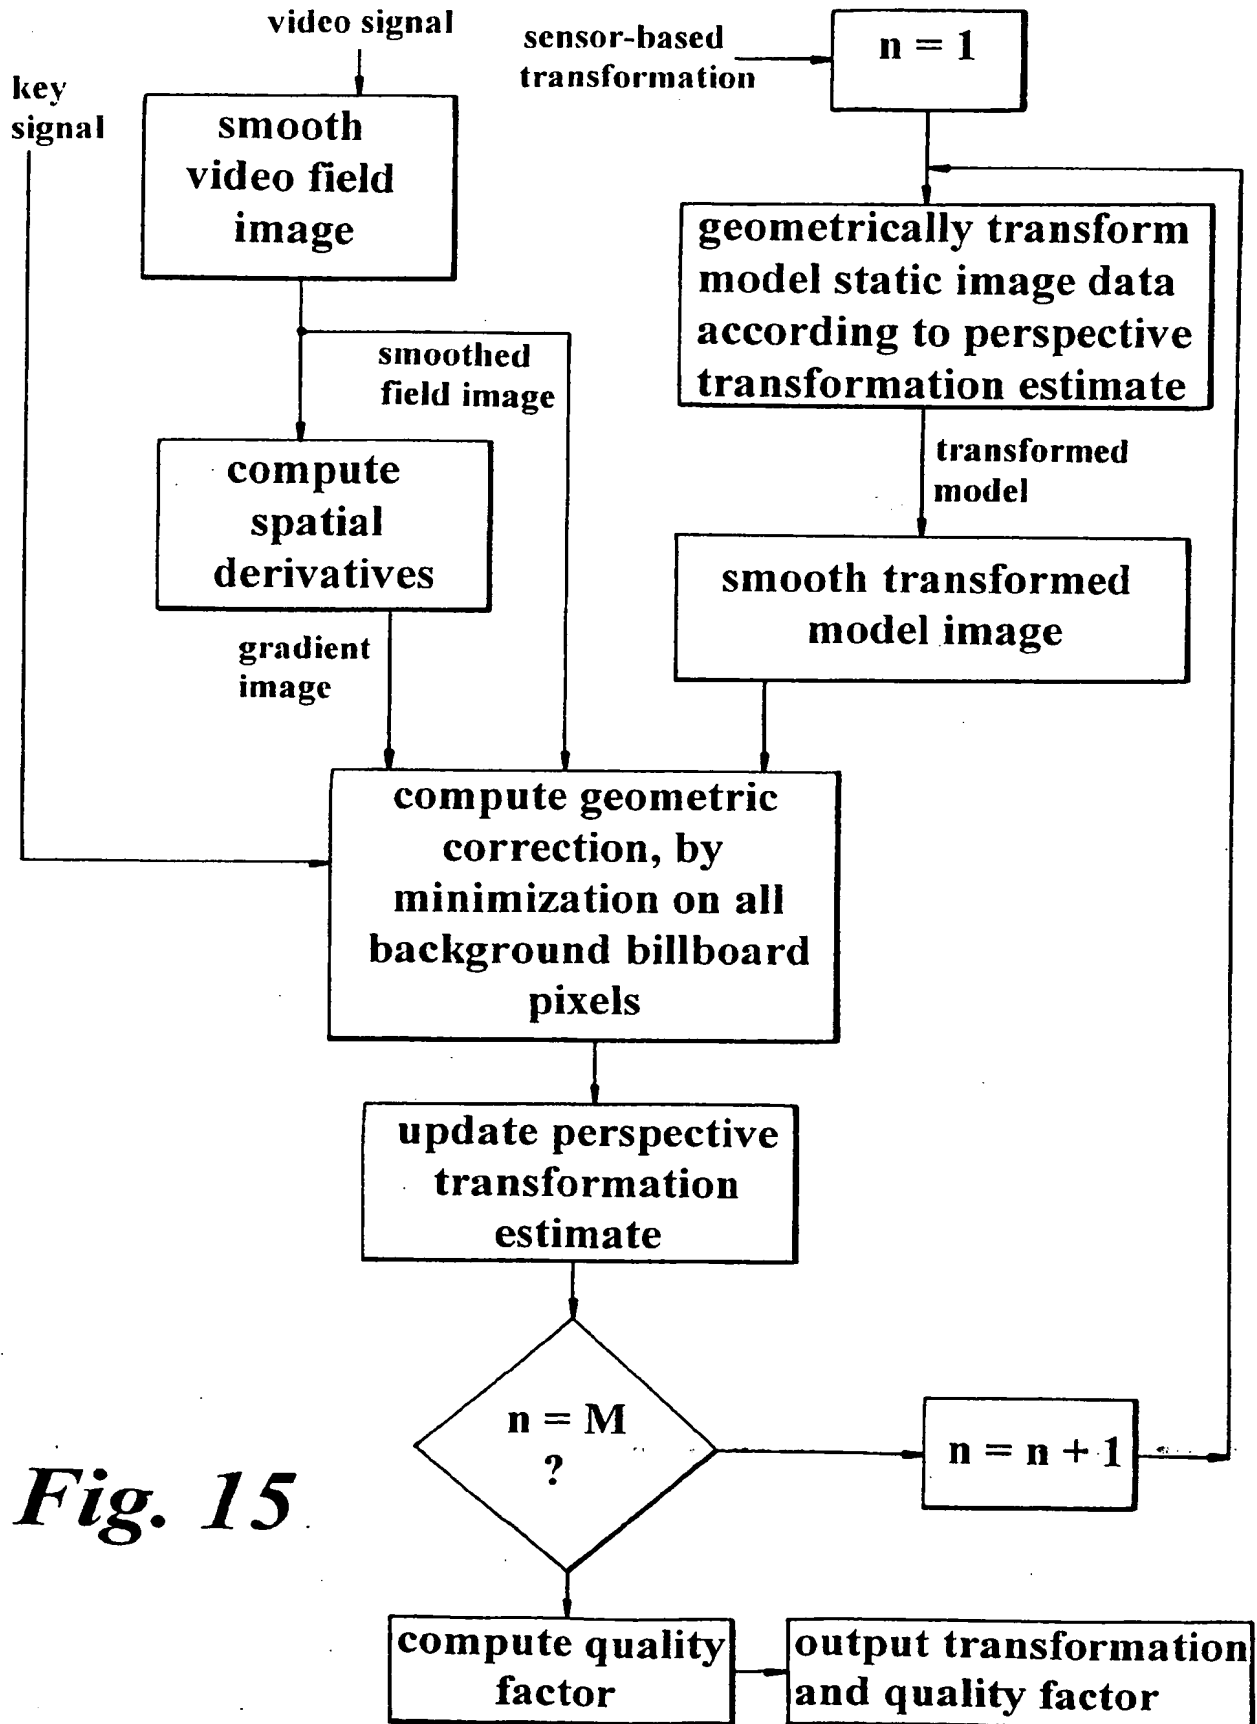 video signal
sensor-based
transformation
n = 1
key
signal
smooth
video field
image
geometrically transform
model static image data
according to perspective
transformation estimate
smoothed
field image
transformed
model
compute
spatial
derivatives
smooth transformed
model image
gradient
image
compute geometric
correction, by
minimization on all
background billboard
pixels
update perspective
transformation
estimate
n = M
?
n = n + 1
Fig. 15
compute quality
factor
output transformation
and quality factor